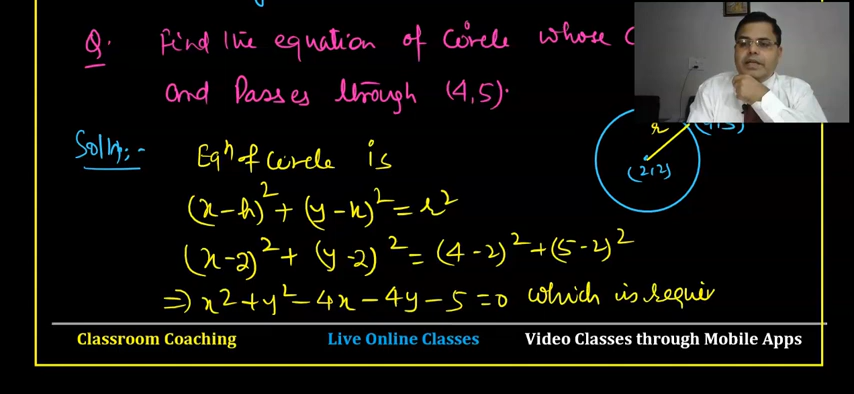 Q. Find the equation of Circle whose C
and Passes through (4,5).
(2,2)
r
Soln:-
Eqⁿ of Circle is
(x-h)² + (y-k)² = r²
(x-2)² + (y-2)² = (4-2)² + (5-2)²
⇒ x² + y² - 4x - 4y - 5 = 0 which is requir
Classroom Coaching Live Online Classes Video Classes through Mobile Apps